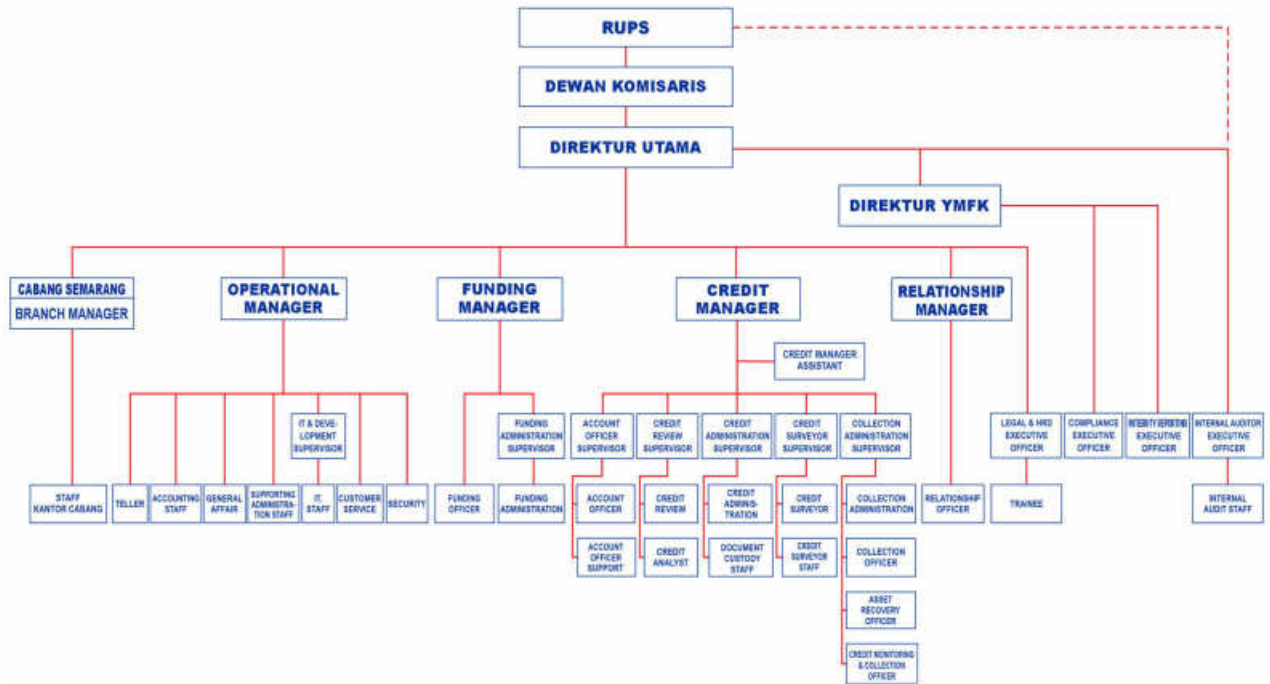 RUPS
DEWAN KOMISARIS
DIREKTUR UTAMA
DIREKTUR YMFK
CABANG SEMARANG
BRANCH MANAGER
OPERATIONAL
MANAGER
FUNDING
MANAGER
CREDIT
MANAGER
RELATIONSHIP
MANAGER
CREDIT MANAGER
ASSISTANT
IT & DEVE-
LOPMENT
SUPERVISOR
FUNDING
ADMINISTRATION
SUPERVISOR
ACCOUNT
OFFICER
SUPERVISOR
CREDIT
REVIEW
SUPERVISOR
CREDIT
ADMINISTRATION
SUPERVISOR
CREDIT
SURVEYOR
SUPERVISOR
COLLECTION
ADMINISTRATION
SUPERVISOR
LEGAL & HRD
EXECUTIVE
OFFICER
COMPLIANCE
EXECUTIVE
OFFICER
INTEGRITY REPORTING
EXECUTIVE
OFFICER
INTERNAL AUDITOR
EXECUTIVE
OFFICER
STAFF
KANTOR CABANG
TELLER
ACCOUNTING
STAFF
GENERAL
AFFAIR
SUPPORTING
ADMINISTRA-
TION STAFF
IT.
STAFF
CUSTOMER
SERVICE
SECURITY
FUNDING
OFFICER
FUNDING
ADMINISTRATION
ACCOUNT
OFFICER
CREDIT
REVIEW
CREDIT
ADMINIS-
TRATION
CREDIT
SURVEYOR
COLLECTION
ADMINISTRATION
RELATIONSHIP
OFFICER
TRAINEE
INTERNAL
AUDIT STAFF
ACCOUNT
OFFICER
SUPPORT
CREDIT
ANALYST
DOCUMENT
CUSTODY
STAFF
CREDIT
SURVEYOR
STAFF
COLLECTION
OFFICER
ASSET
RECOVERY
OFFICER
CREDIT MONITORING
& COLLECTION
OFFICER